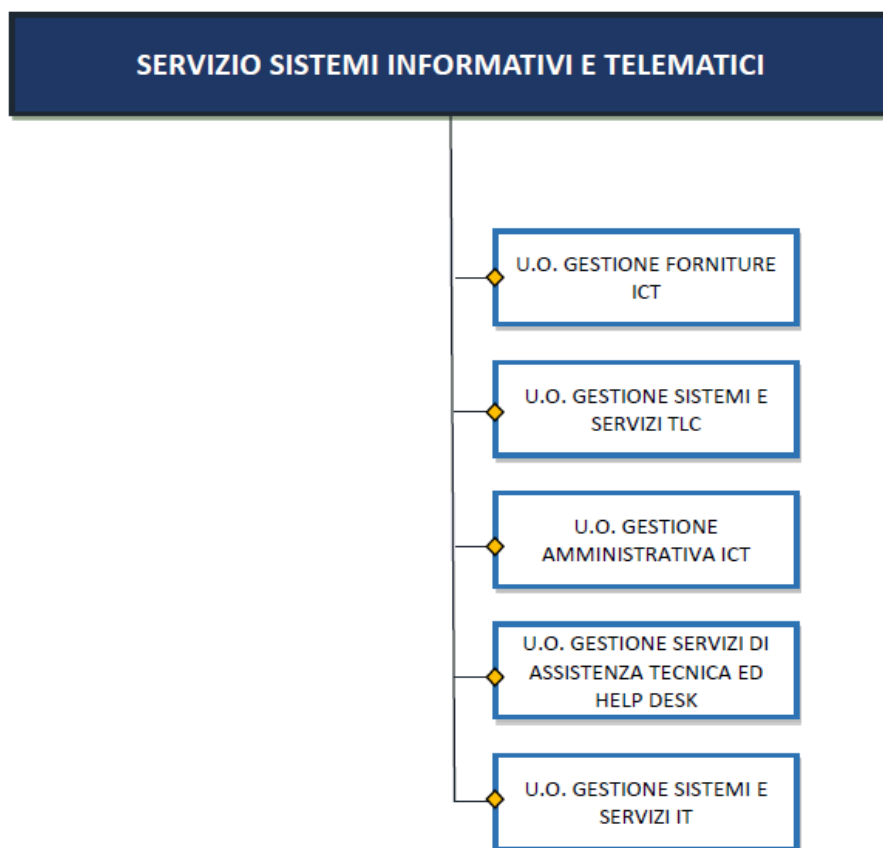 SERVIZIO SISTEMI INFORMATIVI E TELEMATICI
U.O. GESTIONE FORNITURE
ICT
U.O. GESTIONE SISTEMI E
SERVIZI TLC
U.O. GESTIONE
AMMINISTRATIVA ICT
U.O. GESTIONE SERVIZI DI
ASSISTENZA TECNICA ED
HELP DESK
U.O. GESTIONE SISTEMI E
SERVIZI IT